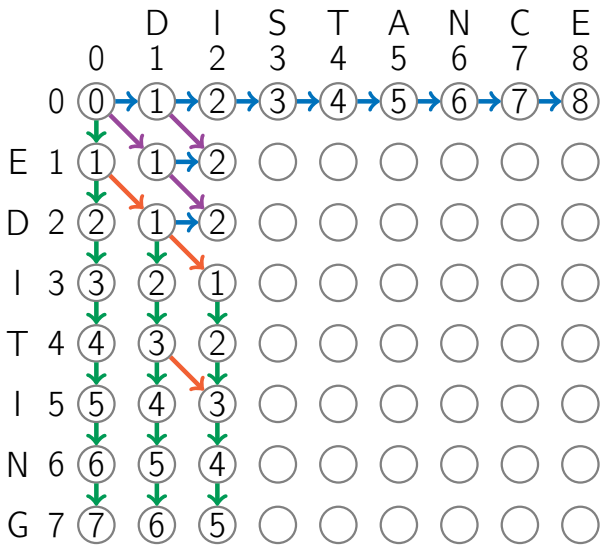 D I S T A N C E
0 1 2 3 4 5 6 7 8
0 0 1 2 3 4 5 6 7 8
E 1 1 1 2
D 2 2 1 2
I 3 3 2 1
T 4 4 3 2
I 5 5 4 3
N 6 6 5 4
G 7 7 6 5